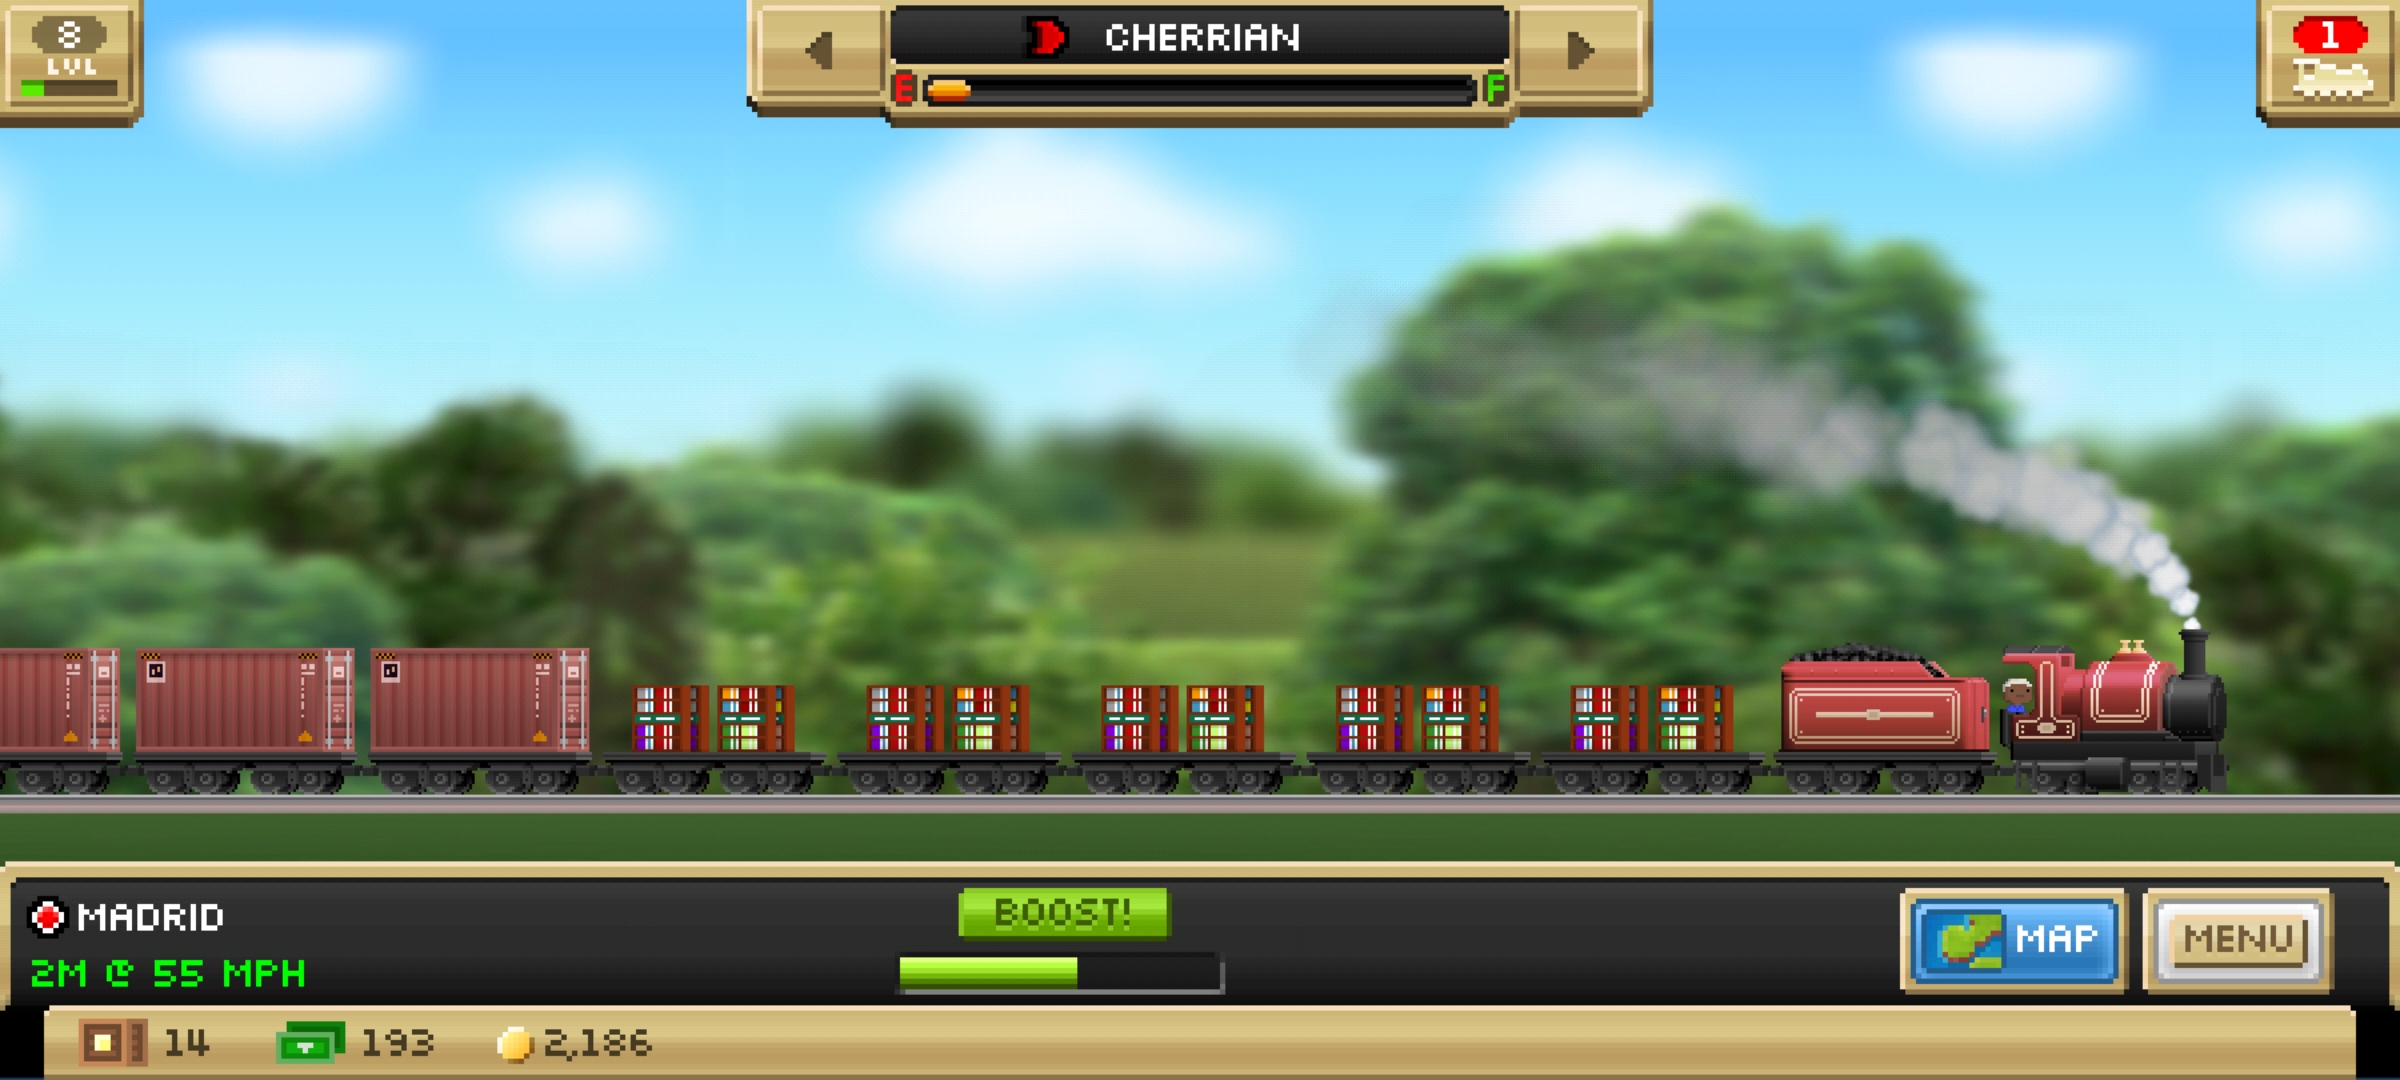 8
LVL
CHERRIAN
E F
1
MADRID
2M @ 55 MPH
BOOST!
MAP
MENU
14 193 2,186